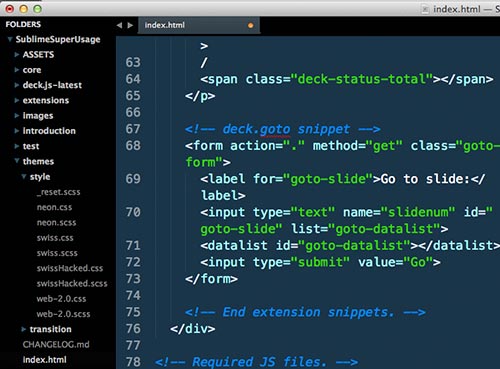 index.html — S
FOLDERS
SublimeSuperUsage
ASSETS
core
deck.js-latest
extensions
images
introduction
test
themes
style
_reset.scss
neon.css
neon.scss
swiss.css
swiss.scss
swissHacked.css
swissHacked.scss
web-2.0.css
web-2.0.scss
transition
CHANGELOG.md
index.html
index.html
>
63 /
64 <span class="deck-status-total"></span>
65 </p>
66
67 <!-- deck.goto snippet -->
68 <form action="." method="get" class="goto-
form">
69 <label for="goto-slide">Go to slide:</
label>
70 <input type="text" name="slidenum" id="
goto-slide" list="goto-datalist">
71 <datalist id="goto-datalist"></datalist>
72 <input type="submit" value="Go">
73 </form>
74
75 <!-- End extension snippets. -->
76 </div>
77
78 <!-- Required JS files. -->